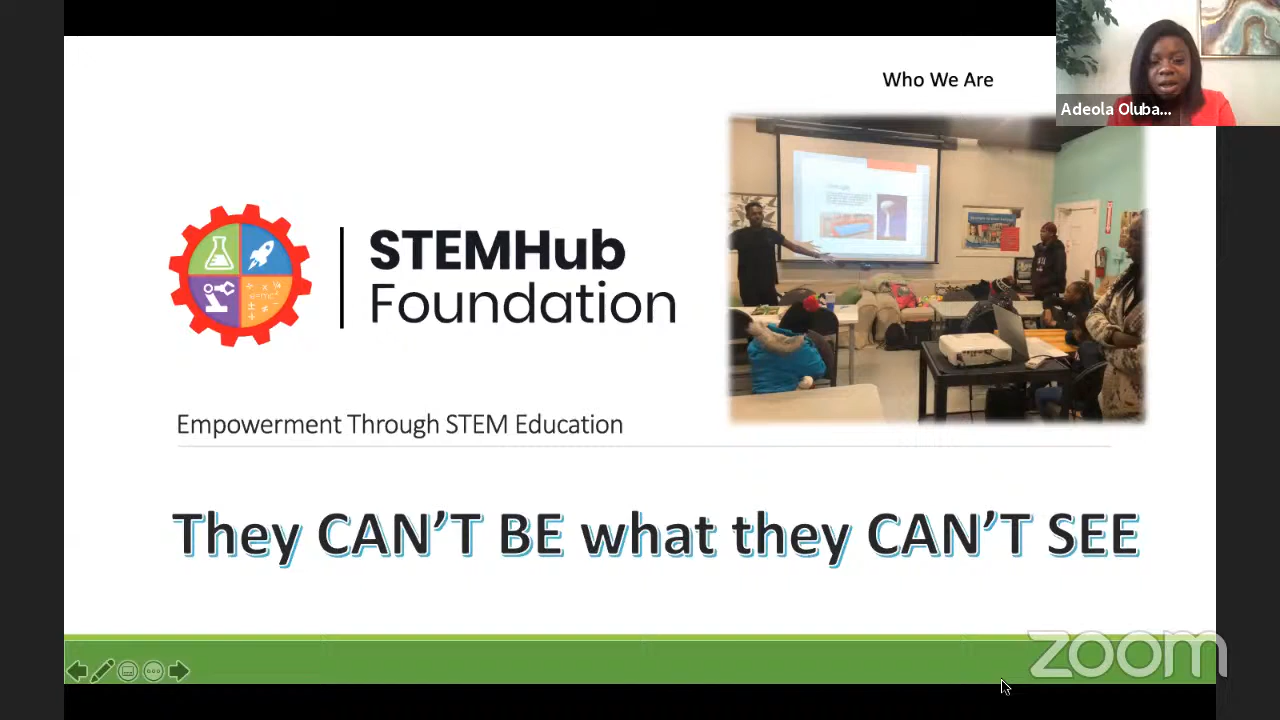 Who We Are
Adeola Oluba...
STEMHub
Foundation
Empowerment Through STEM Education
They CAN'T BE what they CAN'T SEE
zoom